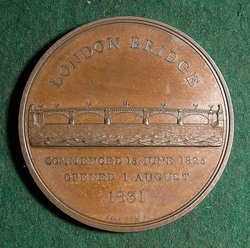 LONDON BRIDGE
COMMENCED 15 JUNE 1825
OPENED 1 AUGUST
1831